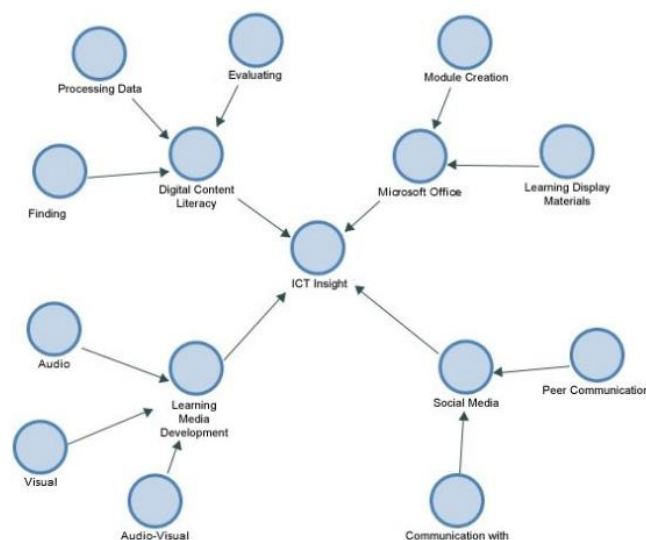 Processing Data
Evaluating
Module Creation
Finding
Digital Content
Literacy
Microsoft Office
Learning Display
Materials
ICT Insight
Audio
Learning
Media
Development
Social Media
Peer Communication
Visual
Audio-Visual
Communication with